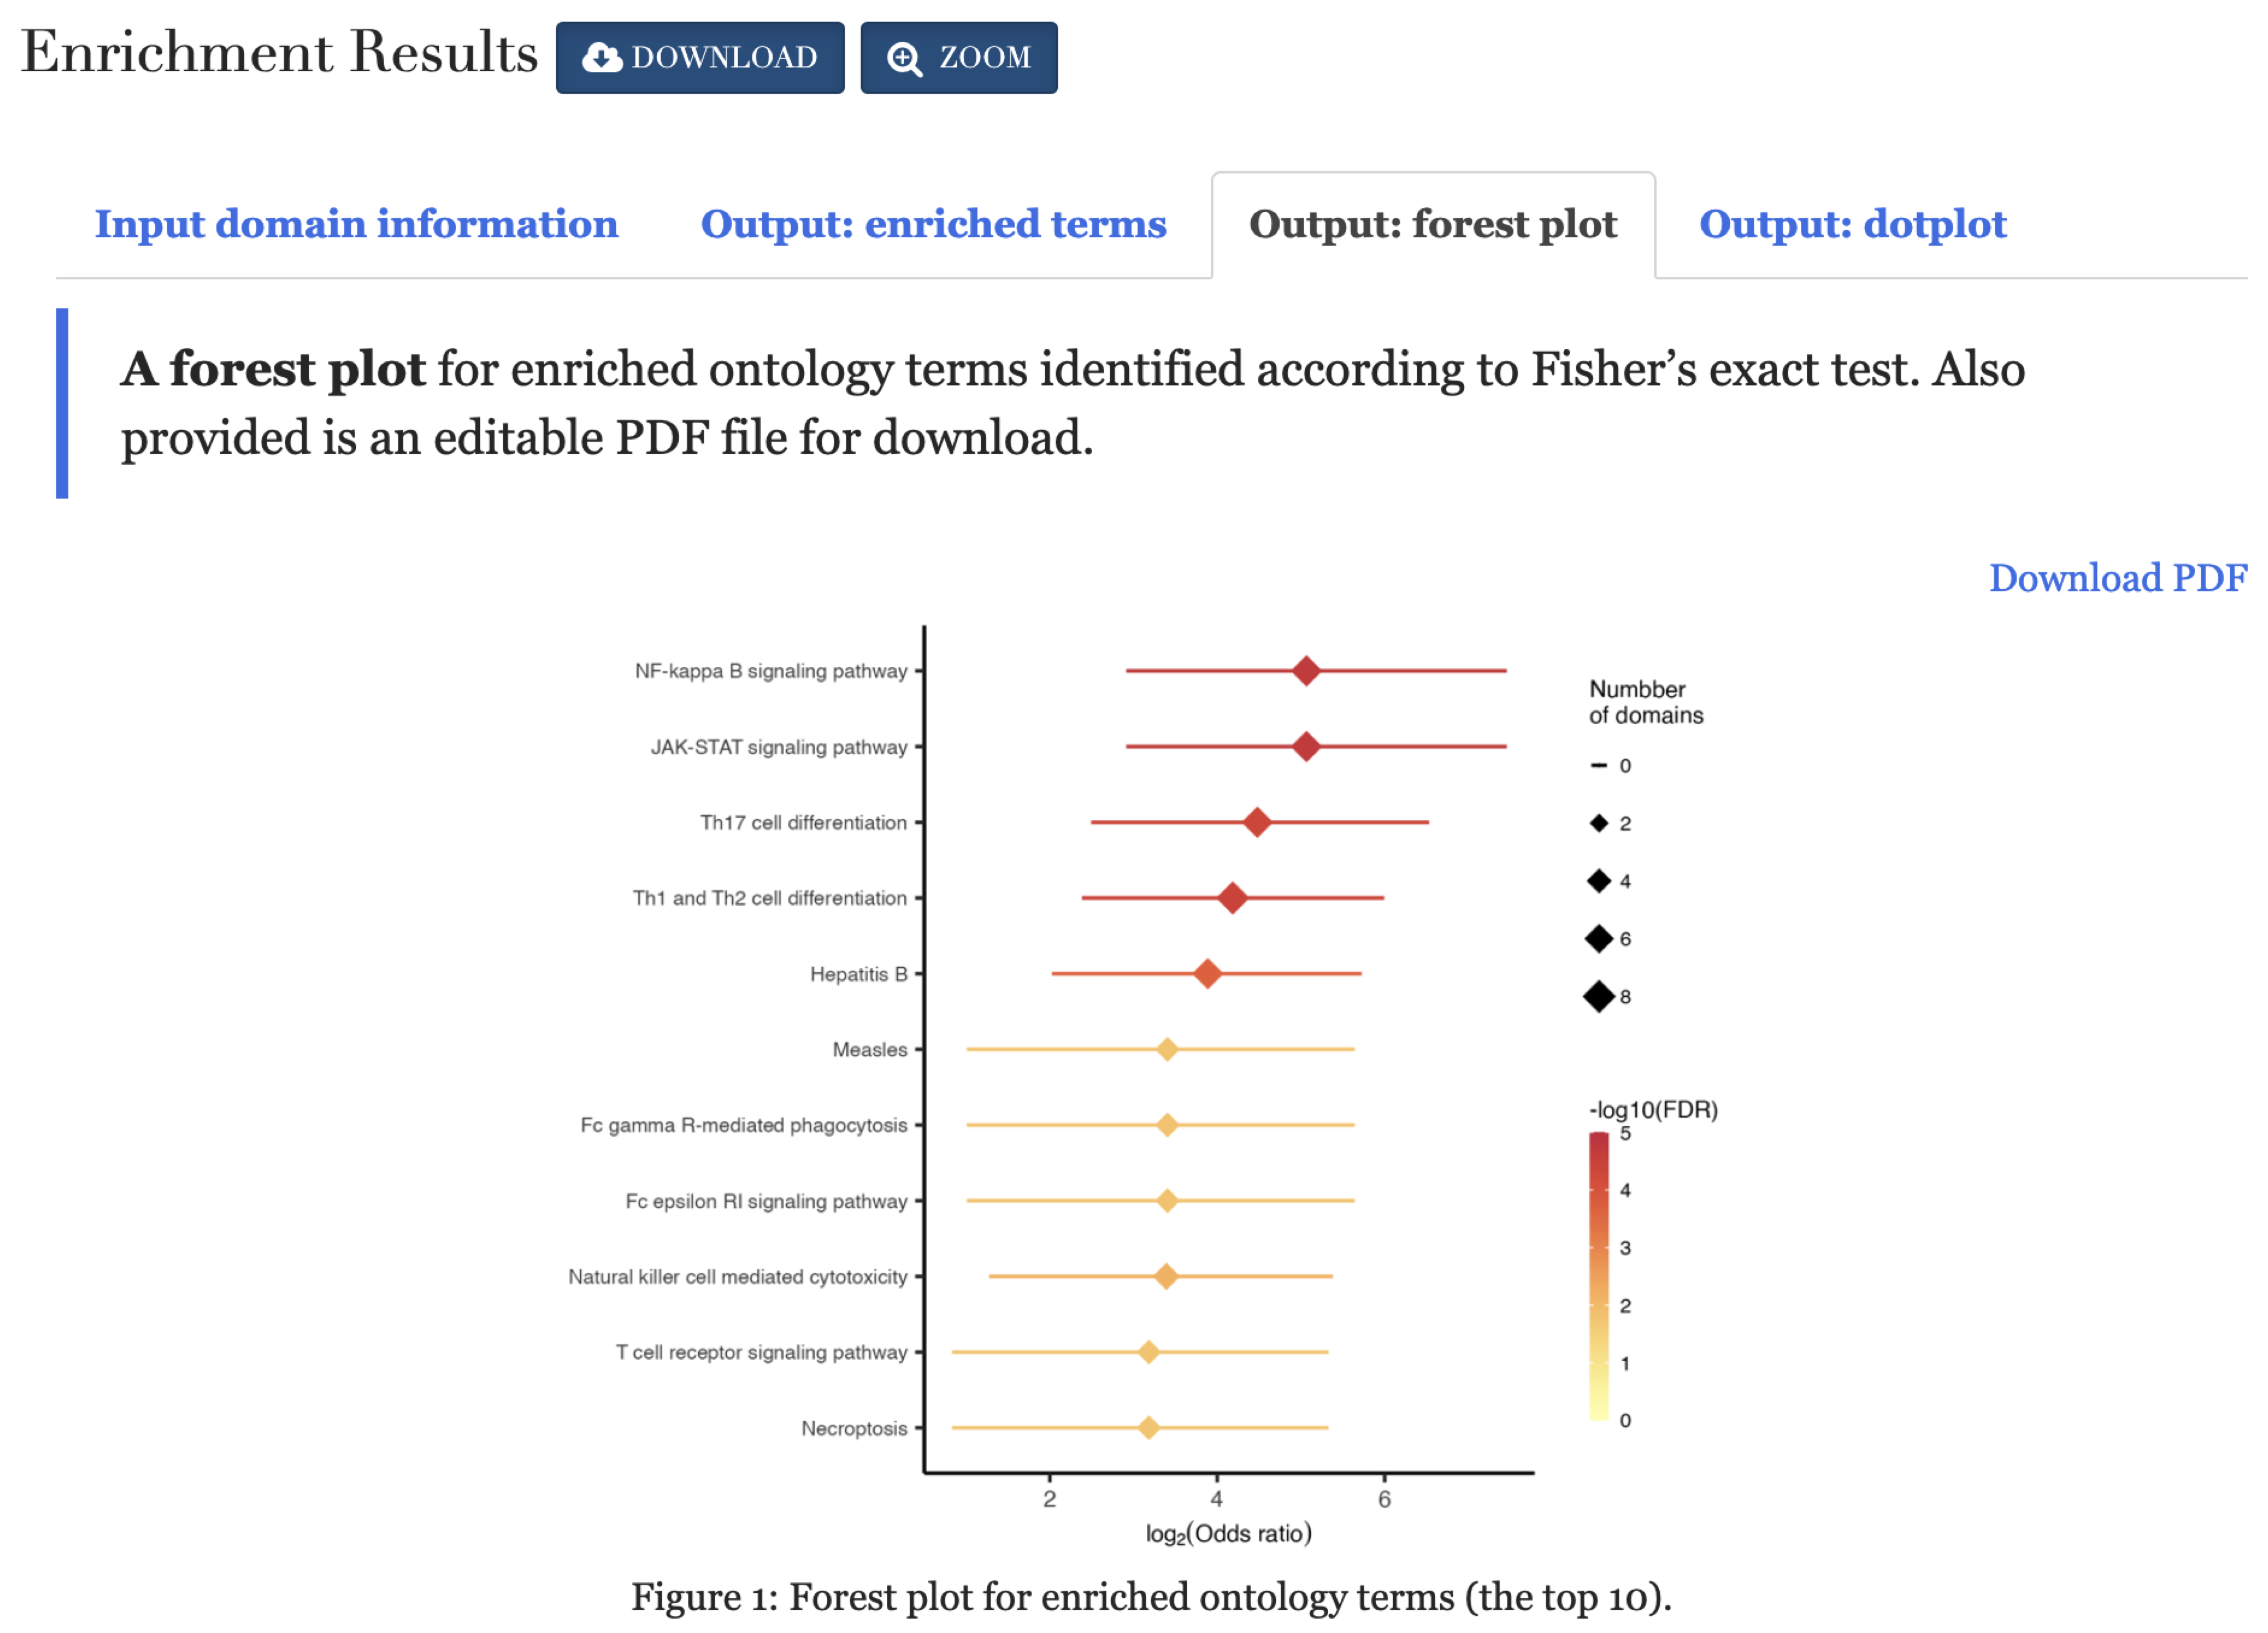 Enrichment Results
DOWNLOAD
ZOOM
Input domain information
Output: enriched terms
Output: forest plot
Output: dotplot
A forest plot for enriched ontology terms identified according to Fisher’s exact test. Also
provided is an editable PDF file for download.
Download PDF
NF-kappa B signaling pathway
JAK-STAT signaling pathway
Th17 cell differentiation
Th1 and Th2 cell differentiation
Hepatitis B
Measles
Fc gamma R-mediated phagocytosis
Fc epsilon RI signaling pathway
Natural killer cell mediated cytotoxicity
T cell receptor signaling pathway
Necroptosis
2
4
6
log₂(Odds ratio)
Numbber
of domains
0
2
4
6
8
-log10(FDR)
5
4
3
2
1
0
Figure 1: Forest plot for enriched ontology terms (the top 10).